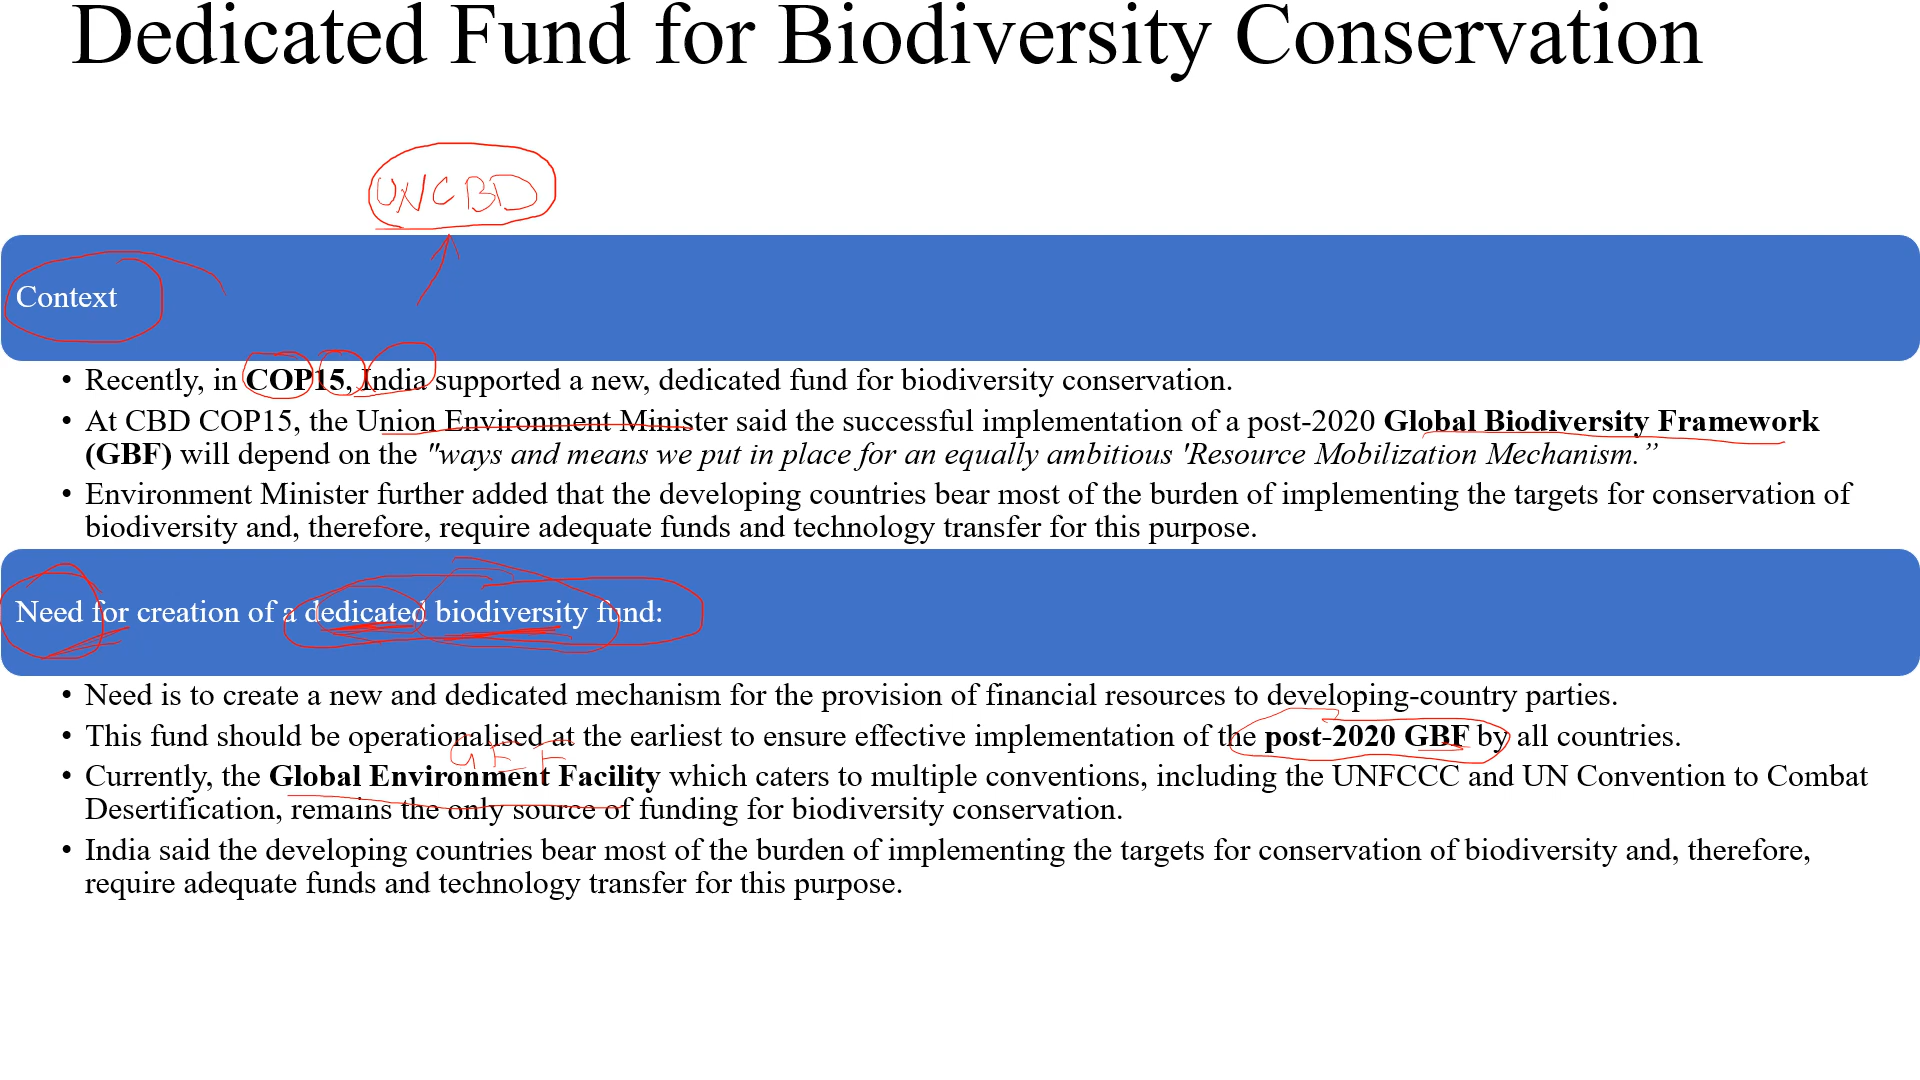 Dedicated Fund for Biodiversity Conservation
UNCBD
Context
• Recently, in COP15, India supported a new, dedicated fund for biodiversity conservation.
• At CBD COP15, the Union Environment Minister said the successful implementation of a post-2020 Global Biodiversity Framework
(GBF) will depend on the "ways and means we put in place for an equally ambitious 'Resource Mobilization Mechanism.”
• Environment Minister further added that the developing countries bear most of the burden of implementing the targets for conservation of
biodiversity and, therefore, require adequate funds and technology transfer for this purpose.
Need for creation of a dedicated biodiversity fund:
• Need is to create a new and dedicated mechanism for the provision of financial resources to developing-country parties.
• This fund should be operationalised at the earliest to ensure effective implementation of the post-2020 GBF by all countries.
GEF
• Currently, the Global Environment Facility which caters to multiple conventions, including the UNFCCC and UN Convention to Combat
Desertification, remains the only source of funding for biodiversity conservation.
• India said the developing countries bear most of the burden of implementing the targets for conservation of biodiversity and, therefore,
require adequate funds and technology transfer for this purpose.